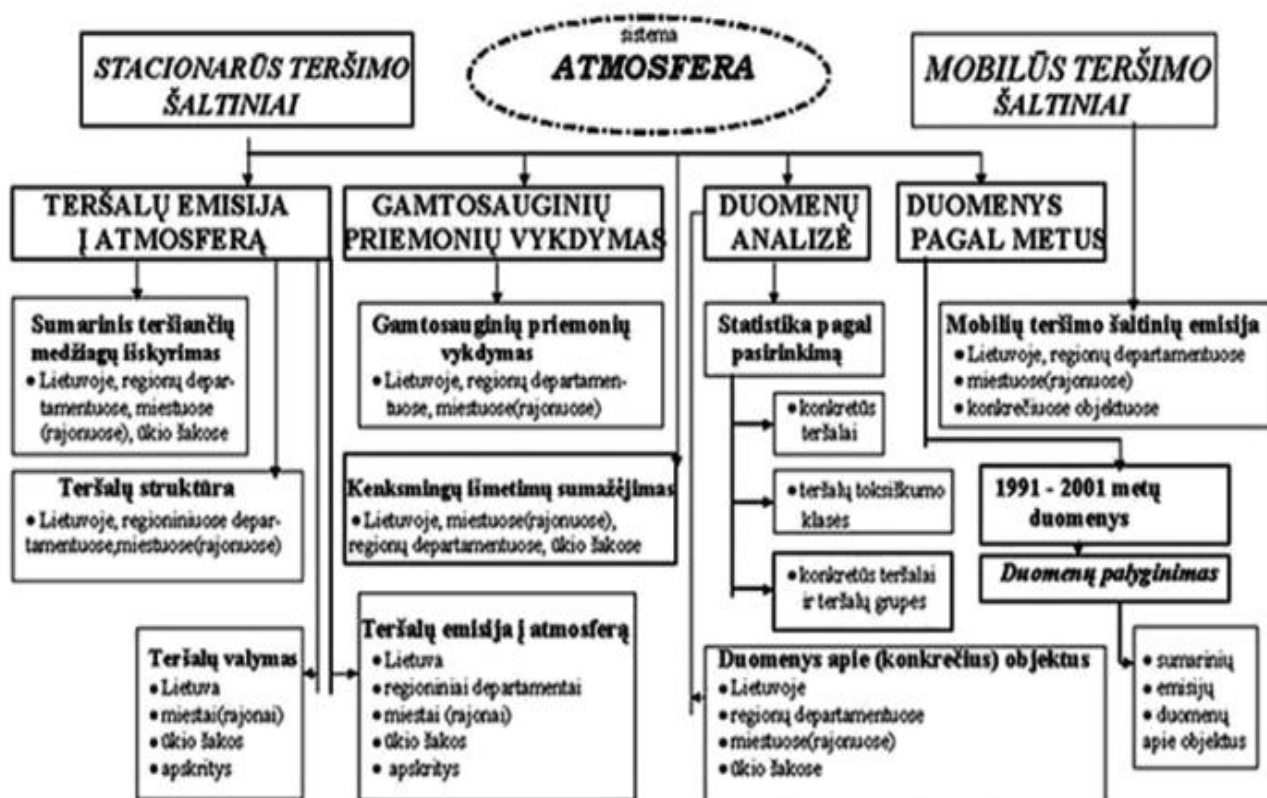 sistema
ATMOSFERA
STACIONARŪS TERŠIMO
ŠALTINIAI
MOBILŪS TERŠIMO
ŠALTINIAI
TERŠALŲ EMISIJA
Į ATMOSFERĄ
GAMTOSAUGINIŲ
PRIEMONIŲ VYKDYMAS
DUOMENŲ
ANALIZĖ
DUOMENYS
PAGAL METUS
Sumarinis teršiančių
medžiagų išskyrimas
• Lietuvoje, regionų depar-
tamentuose, miestuose
(rajonuose), ūkio šakose
Teršalų struktūra
• Lietuvoje, regioniniuose depar-
tamentuose,miestuose(rajonuose)
Teršalų valymas
• Lietuva
• miestai(rajonai)
• ūkio šakos
• apskritys
Gamtosauginių priemonių
vykdymas
• Lietuvoje, regionų departamen-
tuose, miestuose(rajonuose)
Kenksmingų išmetimų sumažėjimas
• Lietuvoje, miestuose(rajonuose),
regionų departamentuose, ūkio šakose
Teršalų emisija į atmosferą
• Lietuva
• regioniniai departamentai
• miestai (rajonai)
• ūkio šakos
• apskritys
Statistika pagal
pasirinkimą
• konkretūs
teršalai
• teršalų toksiškumo
klasės
• konkretūs teršalai
ir teršalų grupės
Duomenys apie (konkrečius) objektus
• Lietuvoje
• regionų departamentuose
• miestuose(rajonuose)
• ūkio šakose
Mobilių teršimo šaltinių emisija
• Lietuvoje, regionų departamentuose
• miestuose(rajonuose)
• konkrečiuose objektuose
1991 - 2001 metų
duomenys
Duomenų palyginimas
• sumarinių
• emisijų
• duomenų
apie objektus